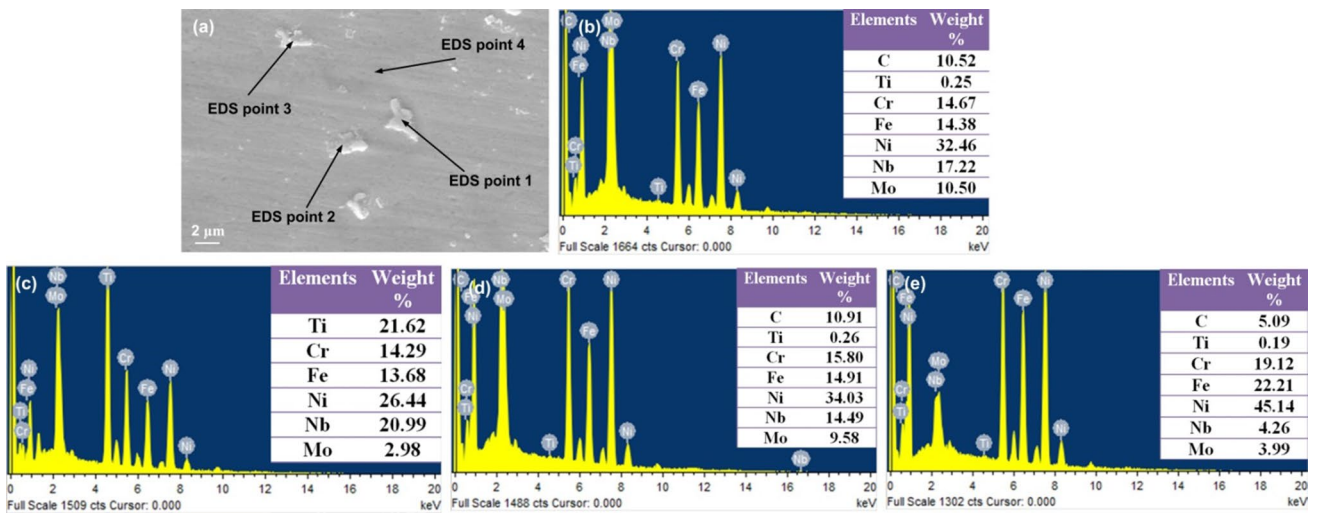 (a)
EDS point 4
EDS point 3
EDS point 1
EDS point 2
2 µm
(b)
C
Mo
Nb
Ni
Fe
Cr
Ti
Ti
Cr
Fe
Ni
Ni
0 2 4 6 8 10 12 14 16 18 20
Full Scale 1664 cts Cursor: 0.000 keV
Elements Weight
%
C 10.52
Ti 0.25
Cr 14.67
Fe 14.38
Ni 32.46
Nb 17.22
Mo 10.50
(c)
Nb
Mo
Ni
Fe
Ti
Cr
Ti
Cr
Fe
Ni
Ni
0 2 4 6 8 10 12 14 16 18 20
Full Scale 1509 cts Cursor: 0.000 keV
Elements Weight
%
Ti 21.62
Cr 14.29
Fe 13.68
Ni 26.44
Nb 20.99
Mo 2.98
(d)
C
Fe
Ni
Nb
Mo
Cr
Ti
Ti
Cr
Fe
Ni
Ni
Nb
0 2 4 6 8 10 12 14 16 18 20
Full Scale 1488 cts Cursor: 0.000 keV
Elements Weight
%
C 10.91
Ti 0.26
Cr 15.80
Fe 14.91
Ni 34.03
Nb 14.49
Mo 9.58
(e)
C
Fe
Ni
Mo
Nb
Cr
Ti
Ti
Cr
Fe
Ni
Ni
0 2 4 6 8 10 12 14 16 18 20
Full Scale 1302 cts Cursor: 0.000 keV
Elements Weight
%
C 5.09
Ti 0.19
Cr 19.12
Fe 22.21
Ni 45.14
Nb 4.26
Mo 3.99